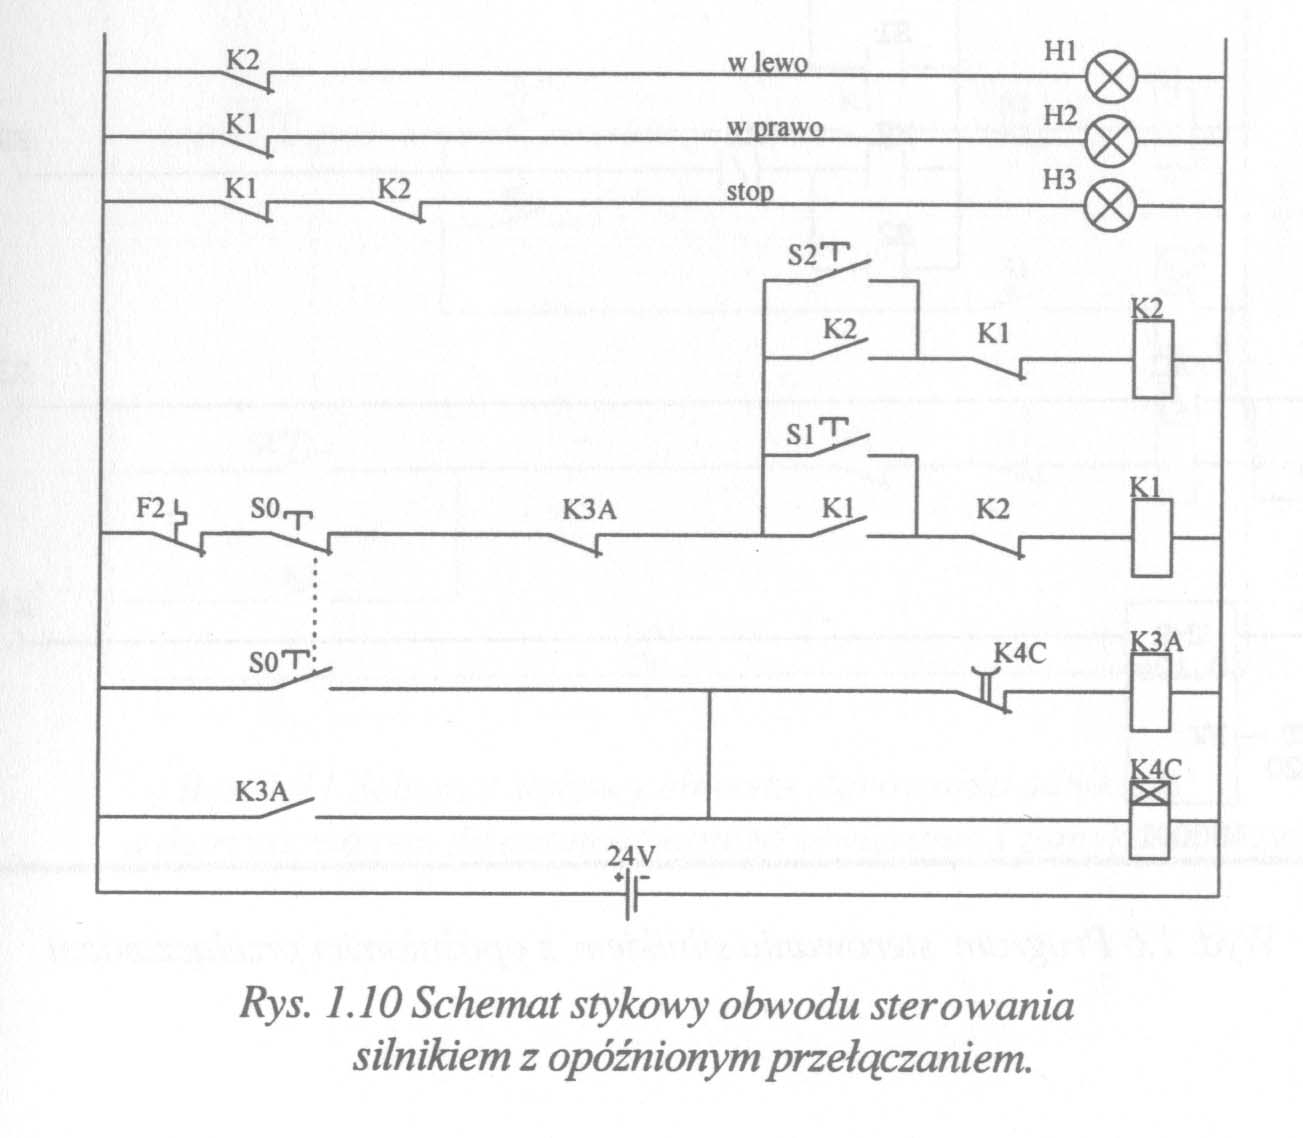 K2 w lewo H1
K1 w prawo H2
K1 K2 stop H3
S2
K2 K1 K2
S1
F2 S0 K3A K1 K2 K1
S0 K4C K3A
K3A K4C
24V
+ -
Rys. 1.10 Schemat stykowy obwodu sterowania
silnikiem z opóźnionym przełączaniem.